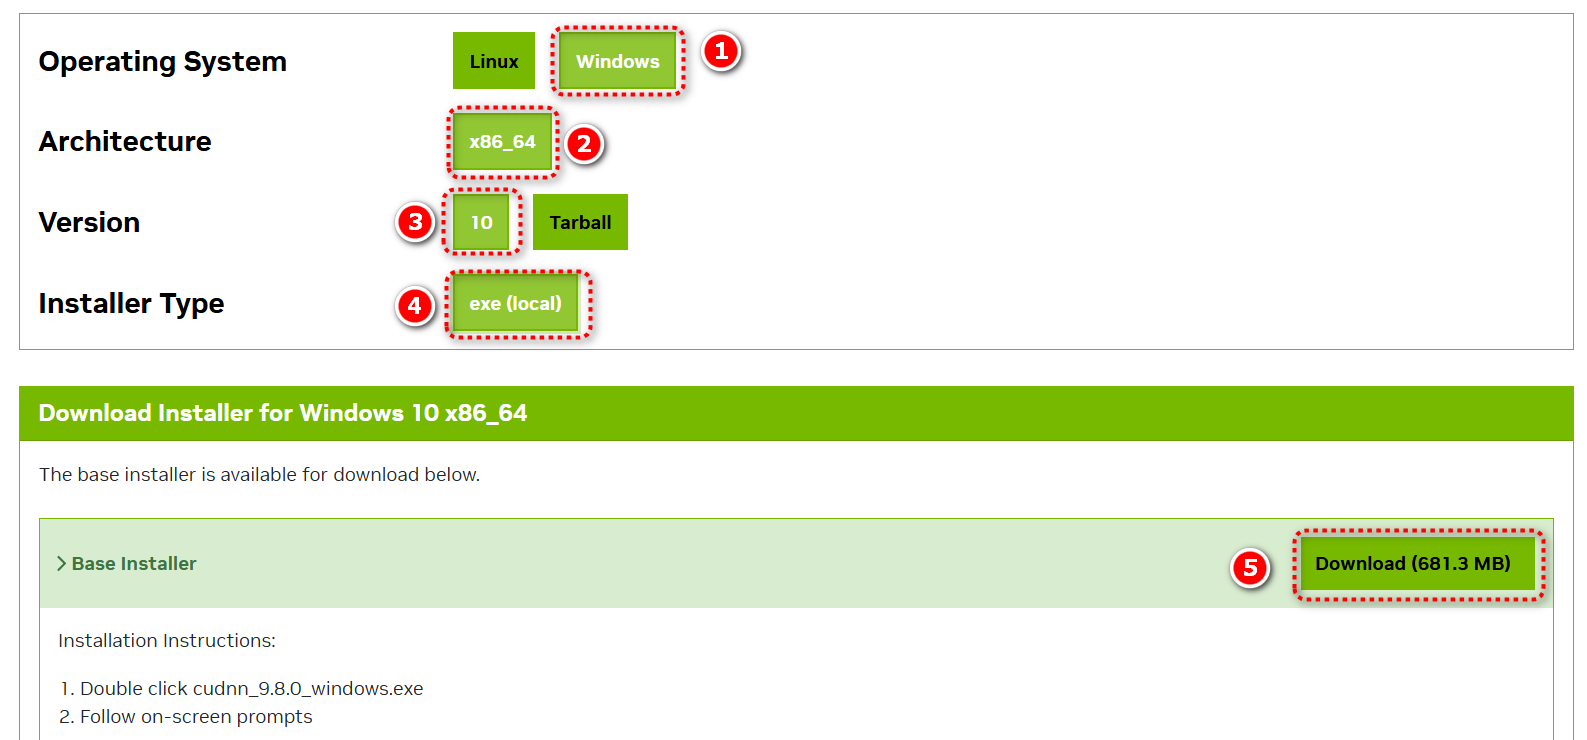 Operating System Linux Windows 1
Architecture x86_64 2
Version 3 10 Tarball
Installer Type 4 exe (local)
Download Installer for Windows 10 x86_64
The base installer is available for download below.
Base Installer 5 Download (681.3 MB)
Installation Instructions:
1. Double click cudnn_9.8.0_windows.exe
2. Follow on-screen prompts